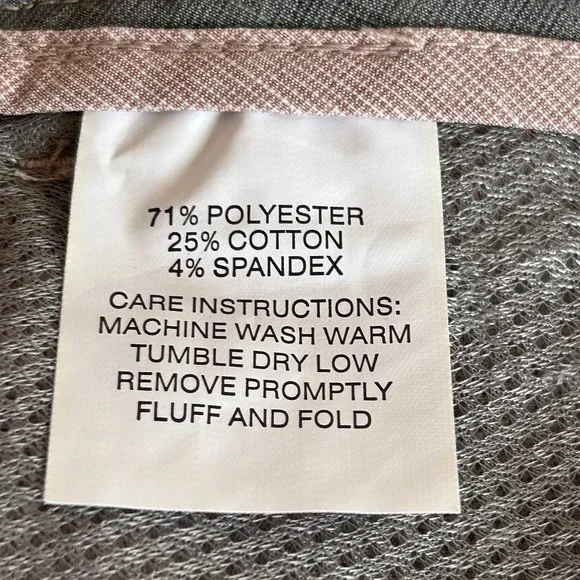 71% POLYESTER
25% COTTON
4% SPANDEX
CARE INSTRUCTIONS:
MACHINE WASH WARM
TUMBLE DRY LOW
REMOVE PROMPTLY
FLUFF AND FOLD